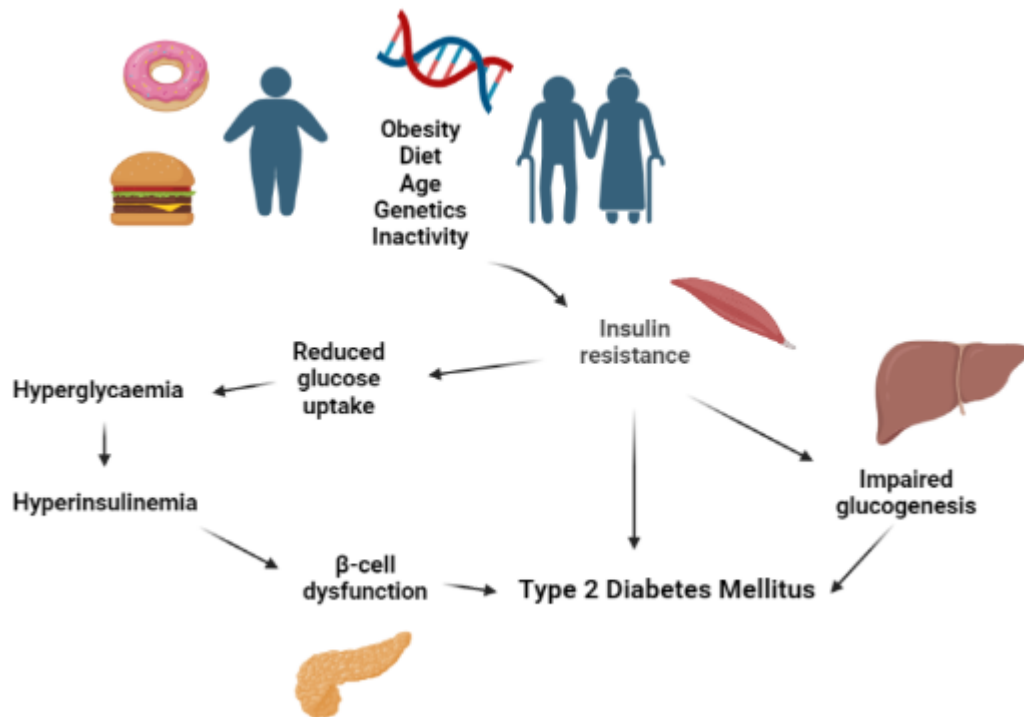 Obesity
Diet
Age
Genetics
Inactivity
Insulin
resistance
Reduced
glucose
uptake
Hyperglycaemia
Hyperinsulinemia
β-cell
dysfunction
Impaired
glucogenesis
Type 2 Diabetes Mellitus